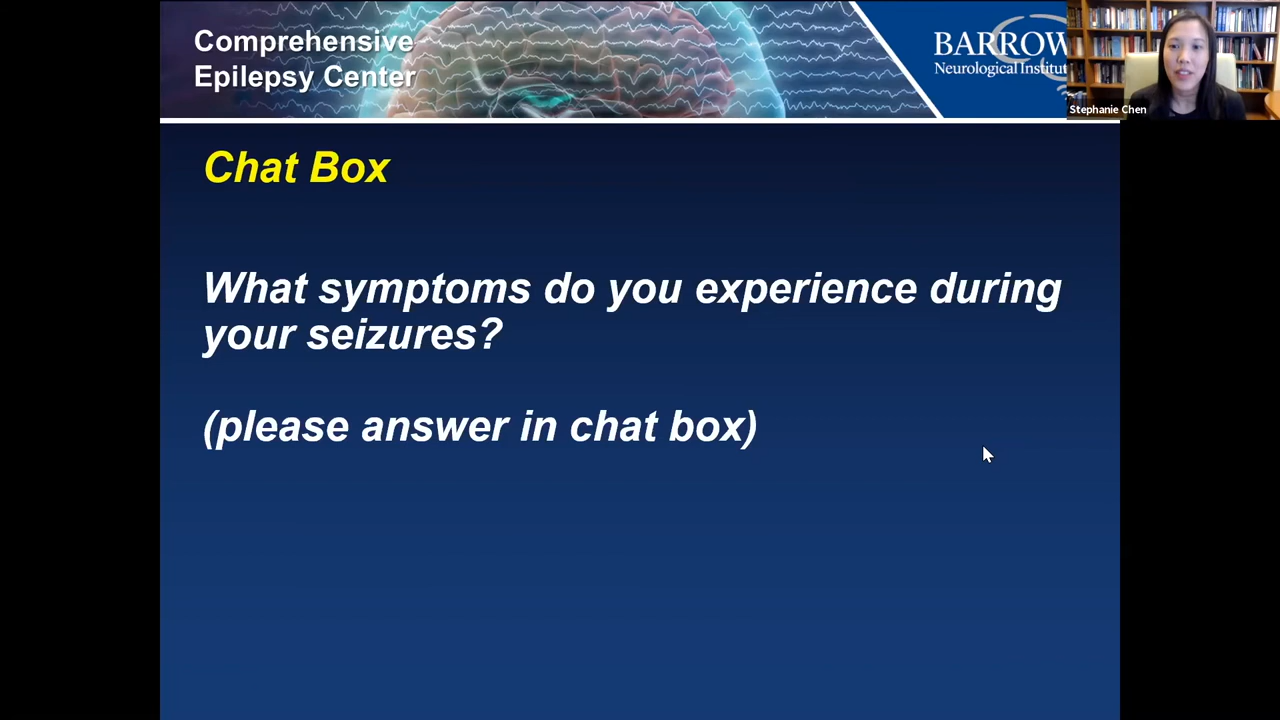 Comprehensive
Epilepsy Center
BARROW
Neurological Institut
Stephanie Chen
Chat Box
What symptoms do you experience during
your seizures?
(please answer in chat box)